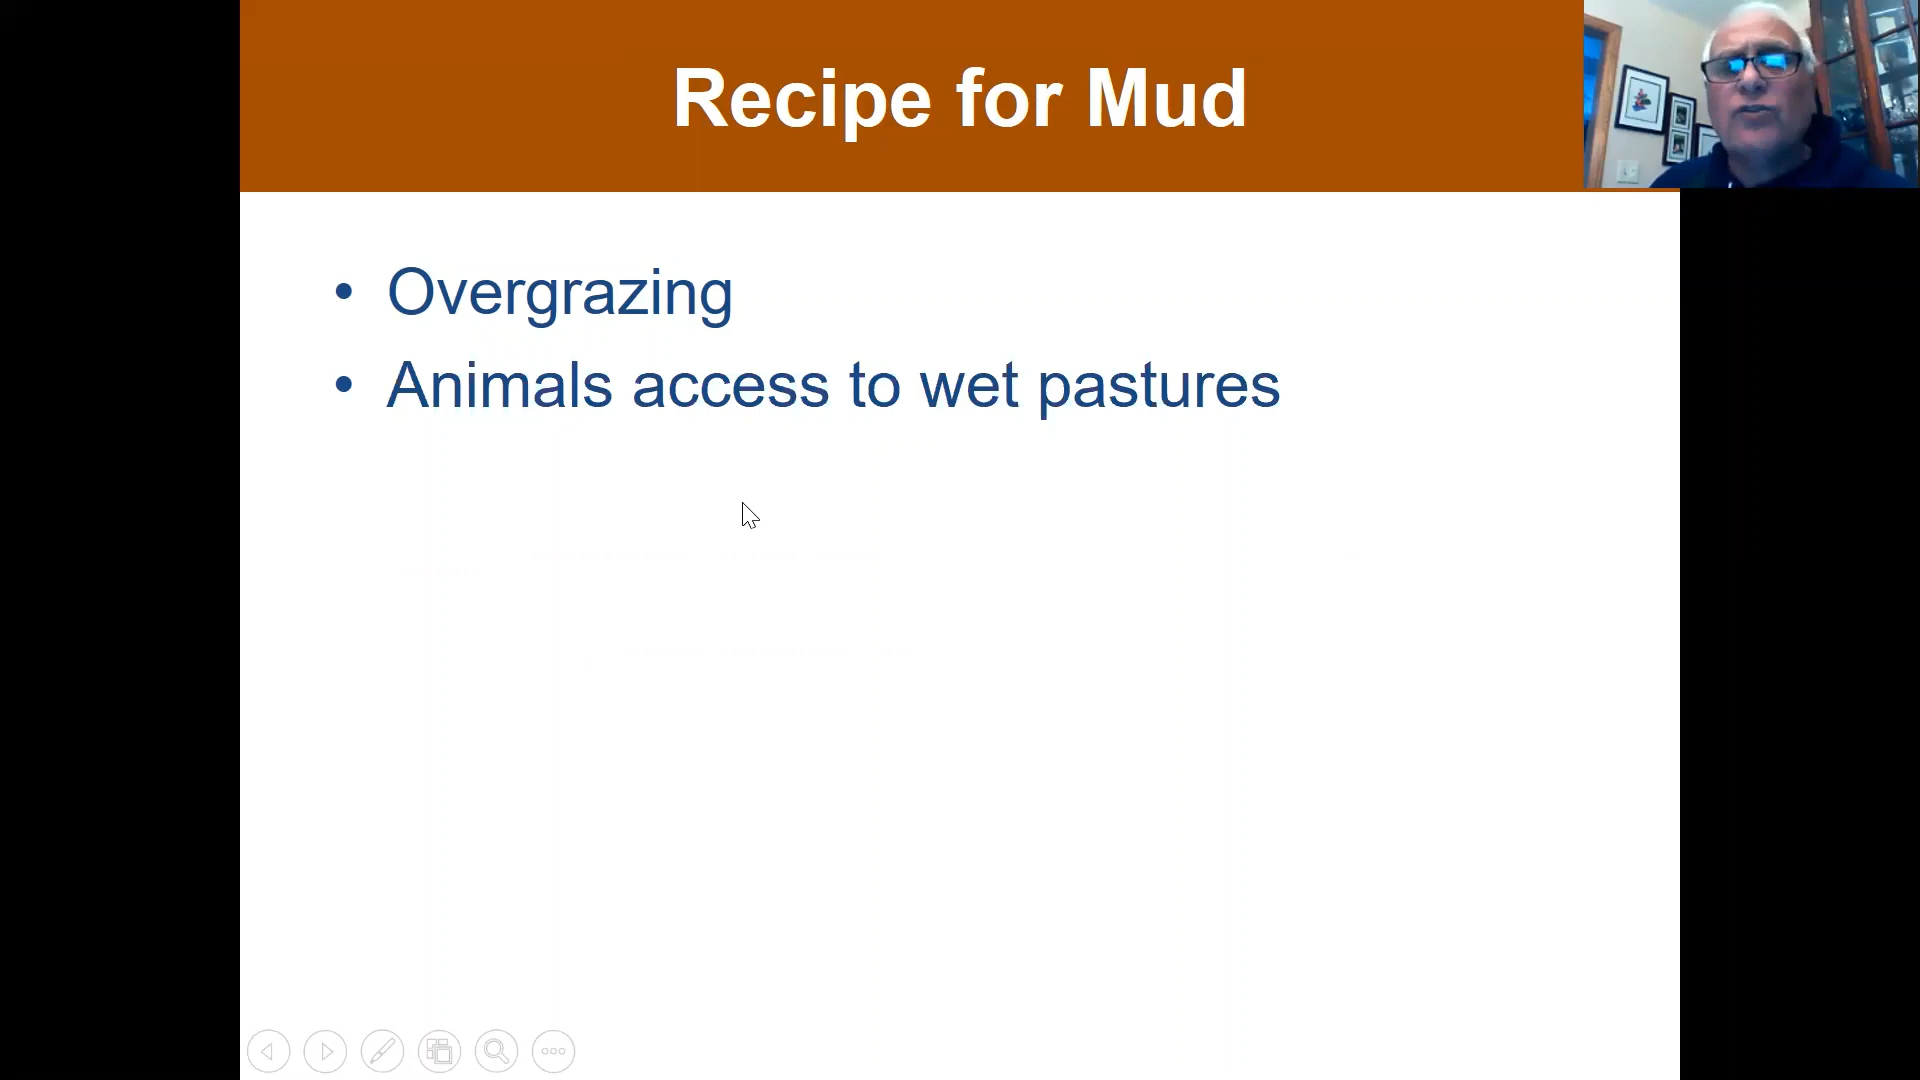 Recipe for Mud
• Overgrazing
• Animals access to wet pastures